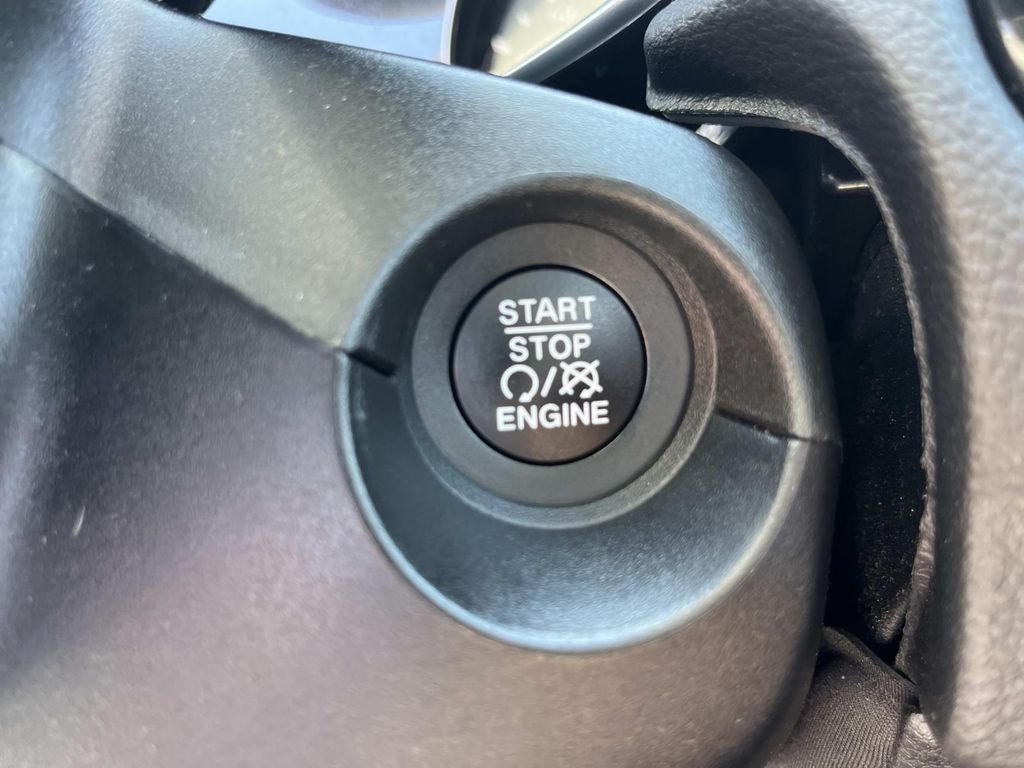 START
STOP
/
ENGINE